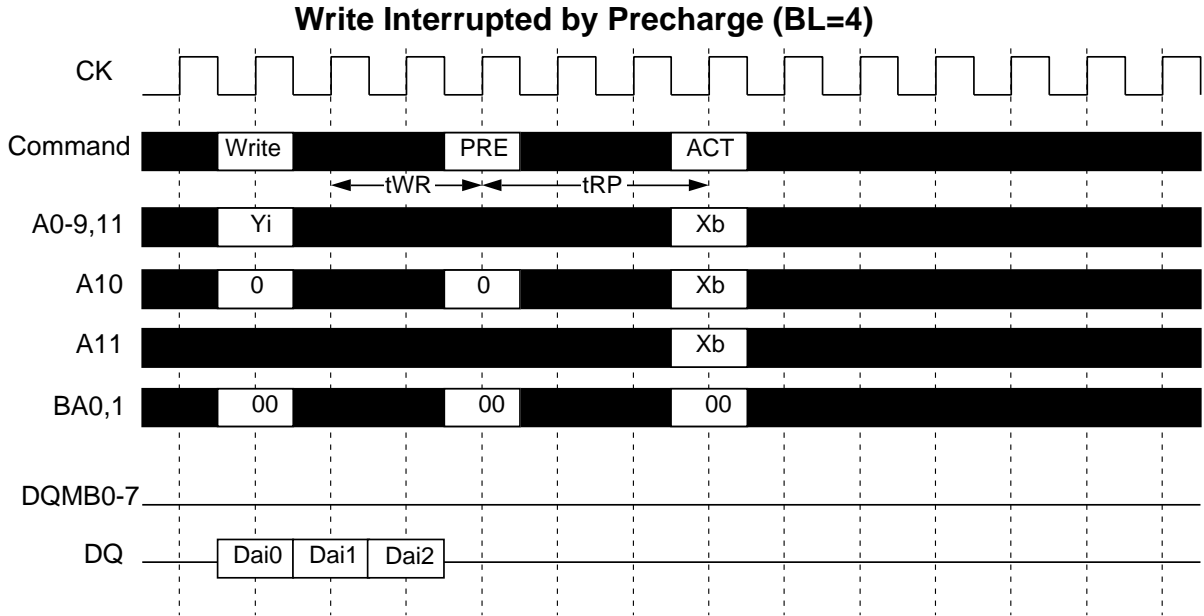 Write Interrupted by Precharge (BL=4)
CK
Command Write PRE ACT
tWR tRP
A0-9,11 Yi Xb
A10 0 0 Xb
A11 Xb
BA0,1 00 00 00
DQMB0-7
DQ Dai0 Dai1 Dai2